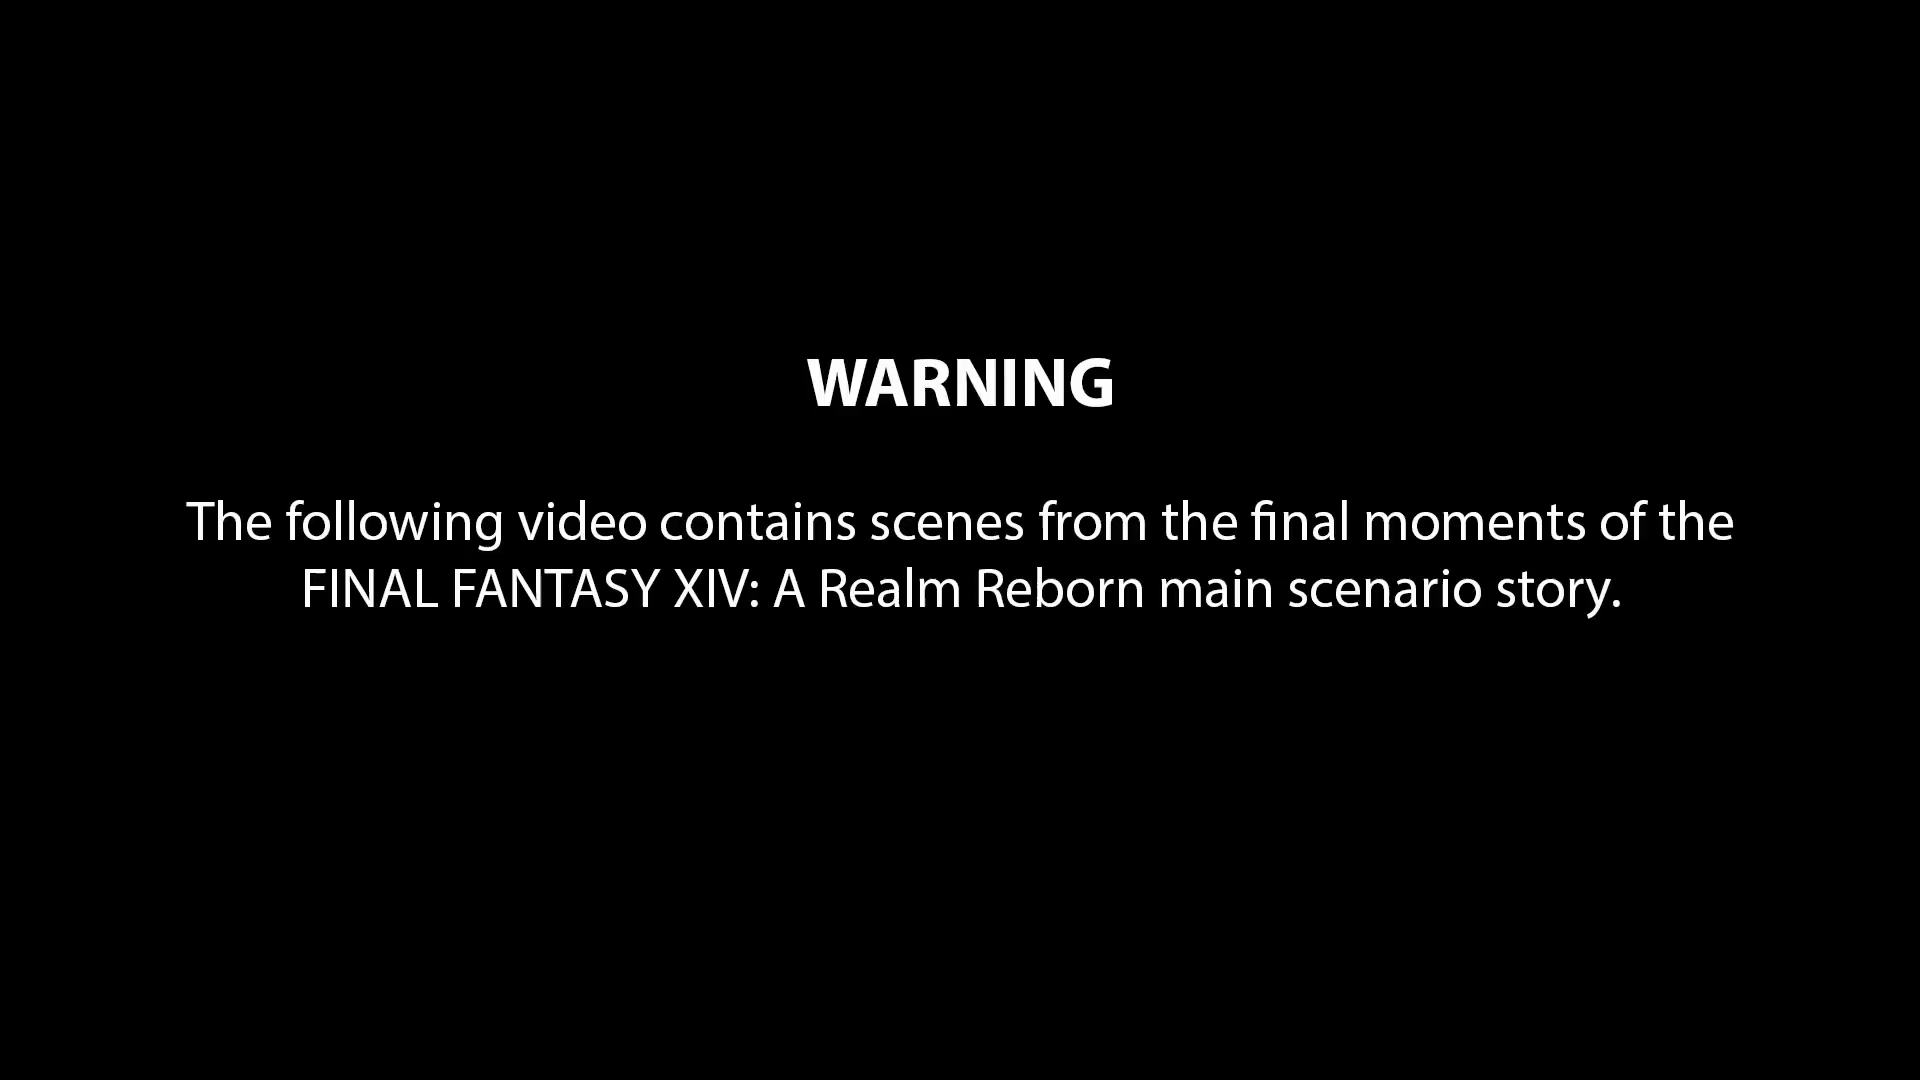 WARNING
The following video contains scenes from the final moments of the
FINAL FANTASY XIV: A Realm Reborn main scenario story.